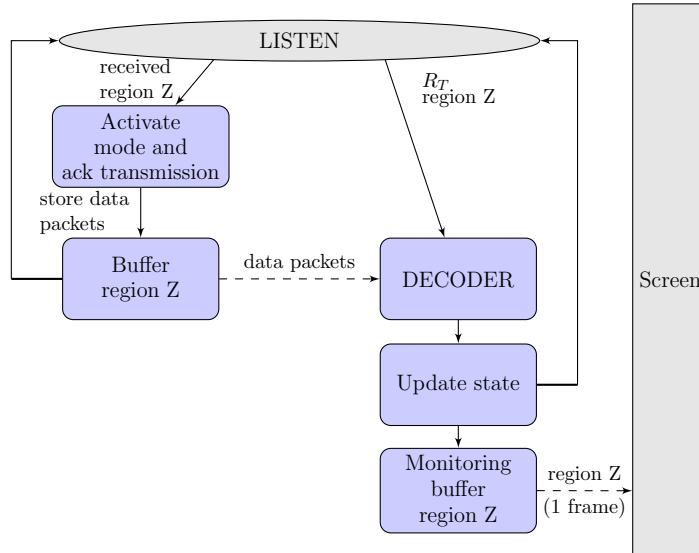 LISTEN
received
region Z
R_T
region Z
Activate
mode and
ack transmission
store data
packets
Buffer
region Z
data packets
DECODER
Screen
Update state
Monitoring
buffer
region Z
region Z
(1 frame)